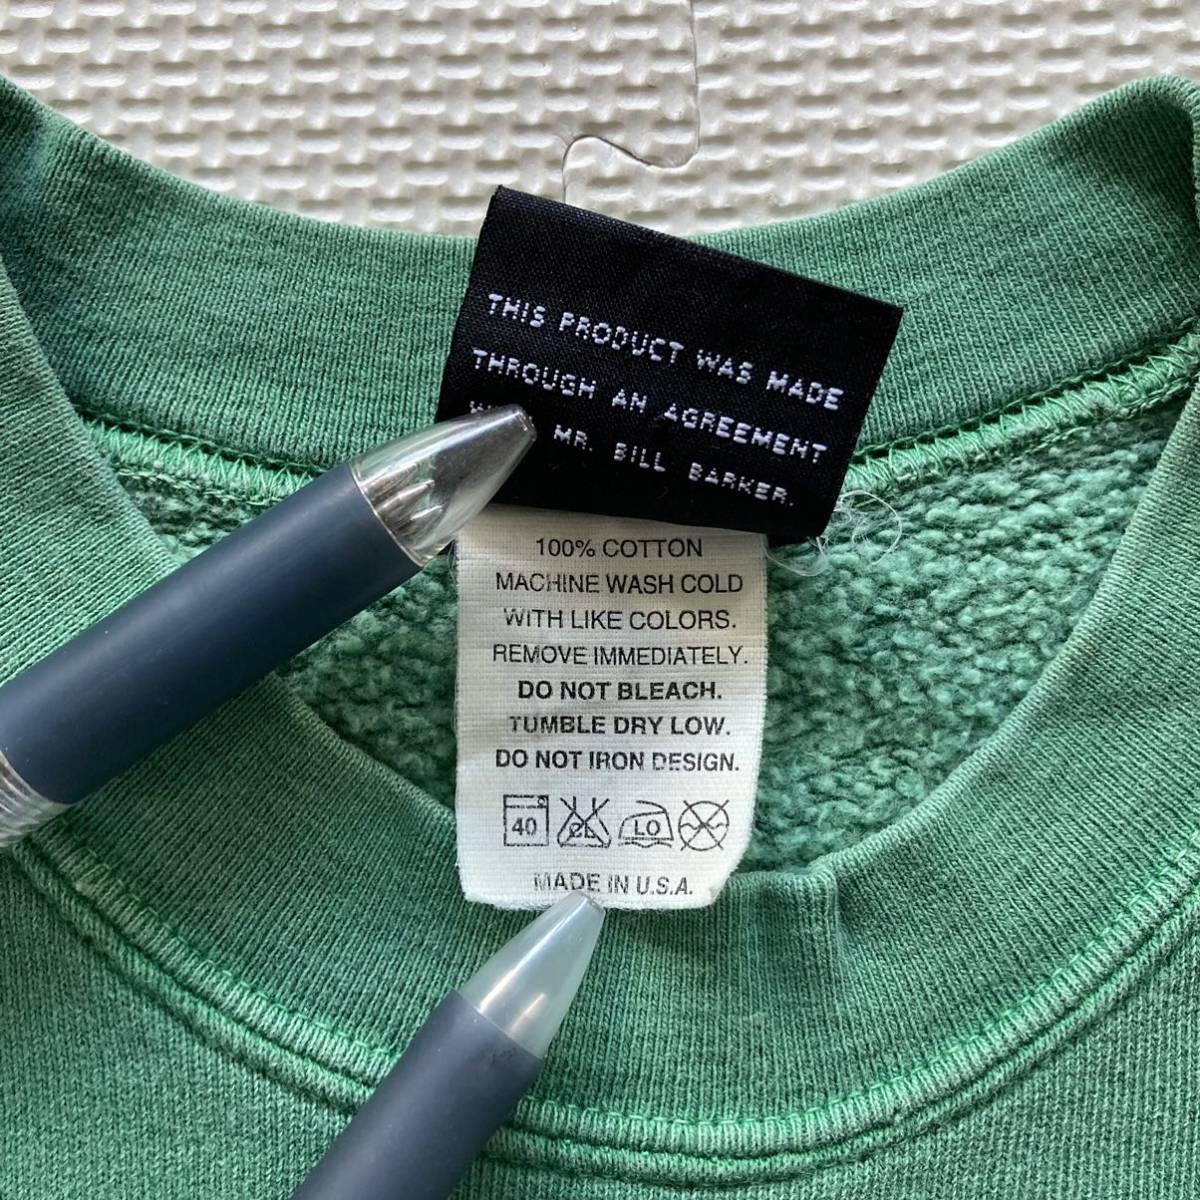 THIS PRODUCT WAS MADE
THROUGH AN AGREEMENT
MR. BILL BARKER.
100% COTTON
MACHINE WASH COLD
WITH LIKE COLORS.
REMOVE IMMEDIATELY.
DO NOT BLEACH.
TUMBLE DRY LOW.
DO NOT IRON DESIGN.
40 CL LO
MADE IN U.S.A.